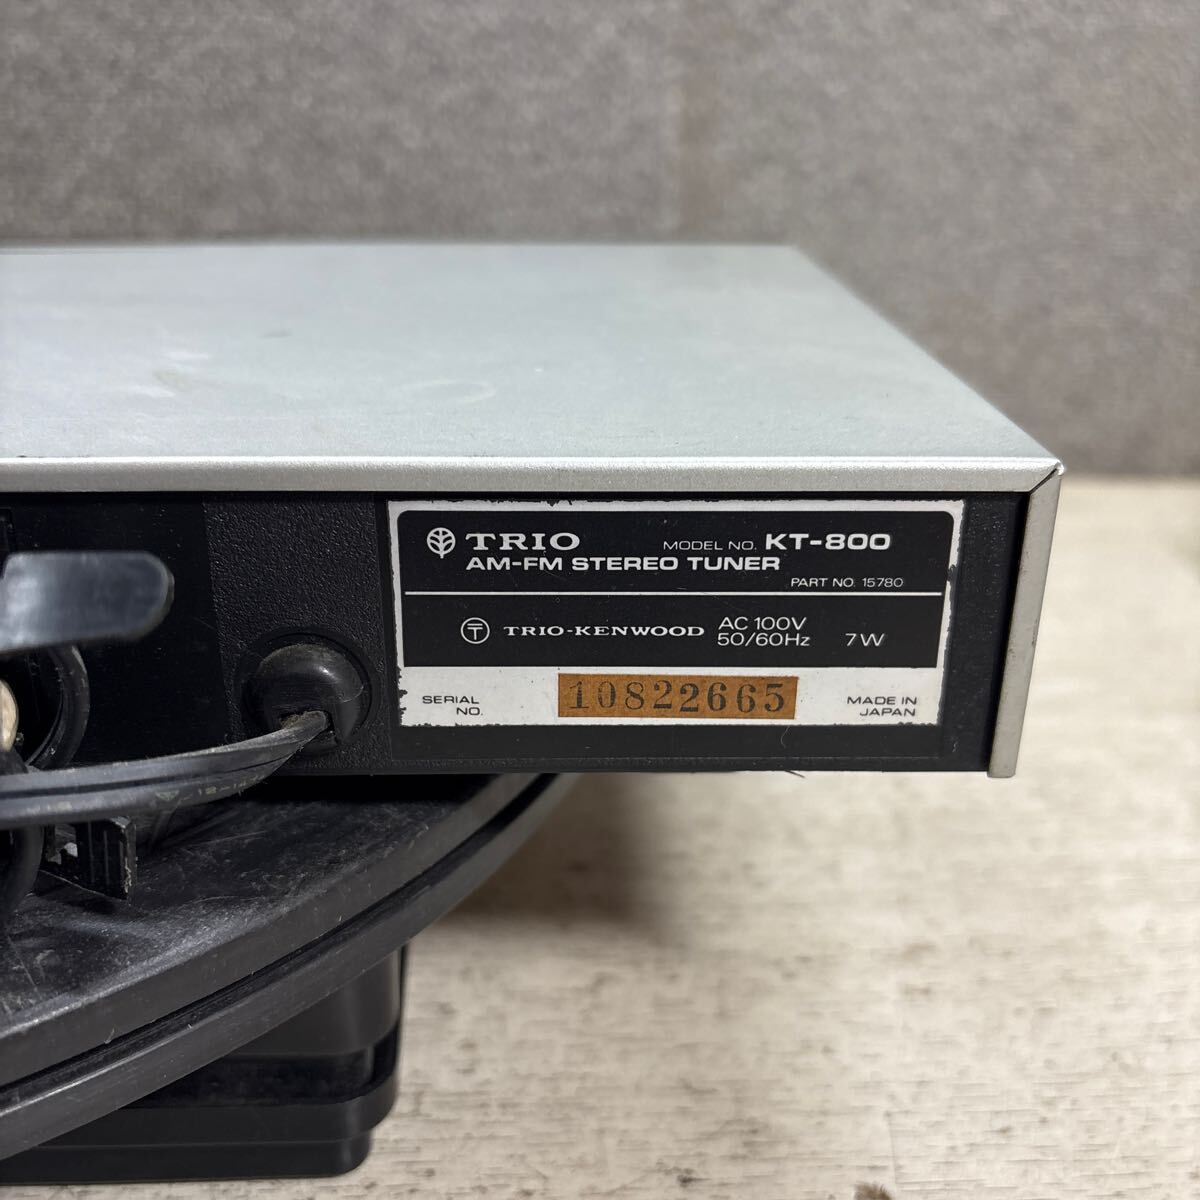 TRIO MODEL NO. KT-800
AM-FM STEREO TUNER
PART NO. 15780
TRIO-KENWOOD AC 100V
50/60Hz 7W
SERIAL NO. 10822665
MADE IN JAPAN